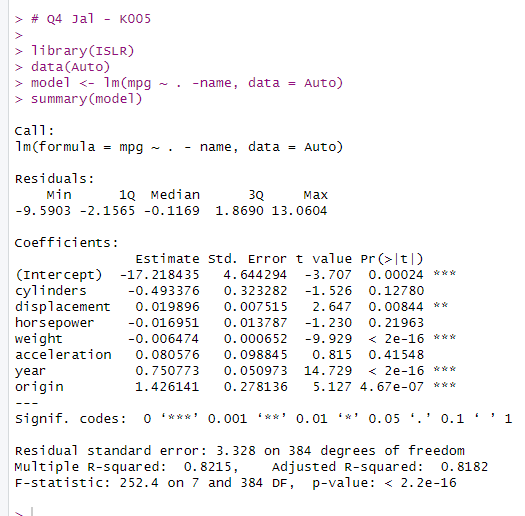 > # Q4 Jal - K005
>
> library(ISLR)
> data(Auto)
> model <- lm(mpg ~ . -name, data = Auto)
> summary(model)

Call:
lm(formula = mpg ~ . - name, data = Auto)

Residuals:
    Min      1Q  Median      3Q     Max
-9.5903 -2.1565 -0.1169  1.8690 13.0604

Coefficients:
               Estimate Std. Error t value Pr(>|t|)
(Intercept)  -17.218435   4.644294  -3.707  0.00024 ***
cylinders     -0.493376   0.323282  -1.526  0.12780
displacement   0.019896   0.007515   2.647  0.00844 **
horsepower    -0.016951   0.013787  -1.230  0.21963
weight        -0.006474   0.000652  -9.929  < 2e-16 ***
acceleration   0.080576   0.098845   0.815  0.41548
year           0.750773   0.050973  14.729  < 2e-16 ***
origin         1.426141   0.278136   5.127 4.67e-07 ***
---
Signif. codes:  0 ‘***’ 0.001 ‘**’ 0.01 ‘*’ 0.05 ‘.’ 0.1 ‘ ’ 1

Residual standard error: 3.328 on 384 degrees of freedom
Multiple R-squared:  0.8215,    Adjusted R-squared:  0.8182
F-statistic: 252.4 on 7 and 384 DF,  p-value: < 2.2e-16

>